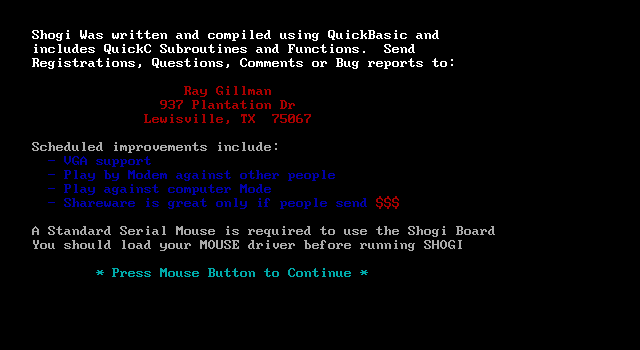 Shogi Was written and compiled using QuickBasic and
includes QuickC Subroutines and Functions.  Send
Registrations, Questions, Comments or Bug reports to:
Ray Gillman
937 Plantation Dr
Lewisville, TX  75067
Scheduled improvements include:
- VGA support
- Play by Modem against other people
- Play against computer Mode
- Shareware is great only if people send $$$
A Standard Serial Mouse is required to use the Shogi Board
You should load your MOUSE driver before running SHOGI
* Press Mouse Button to Continue *